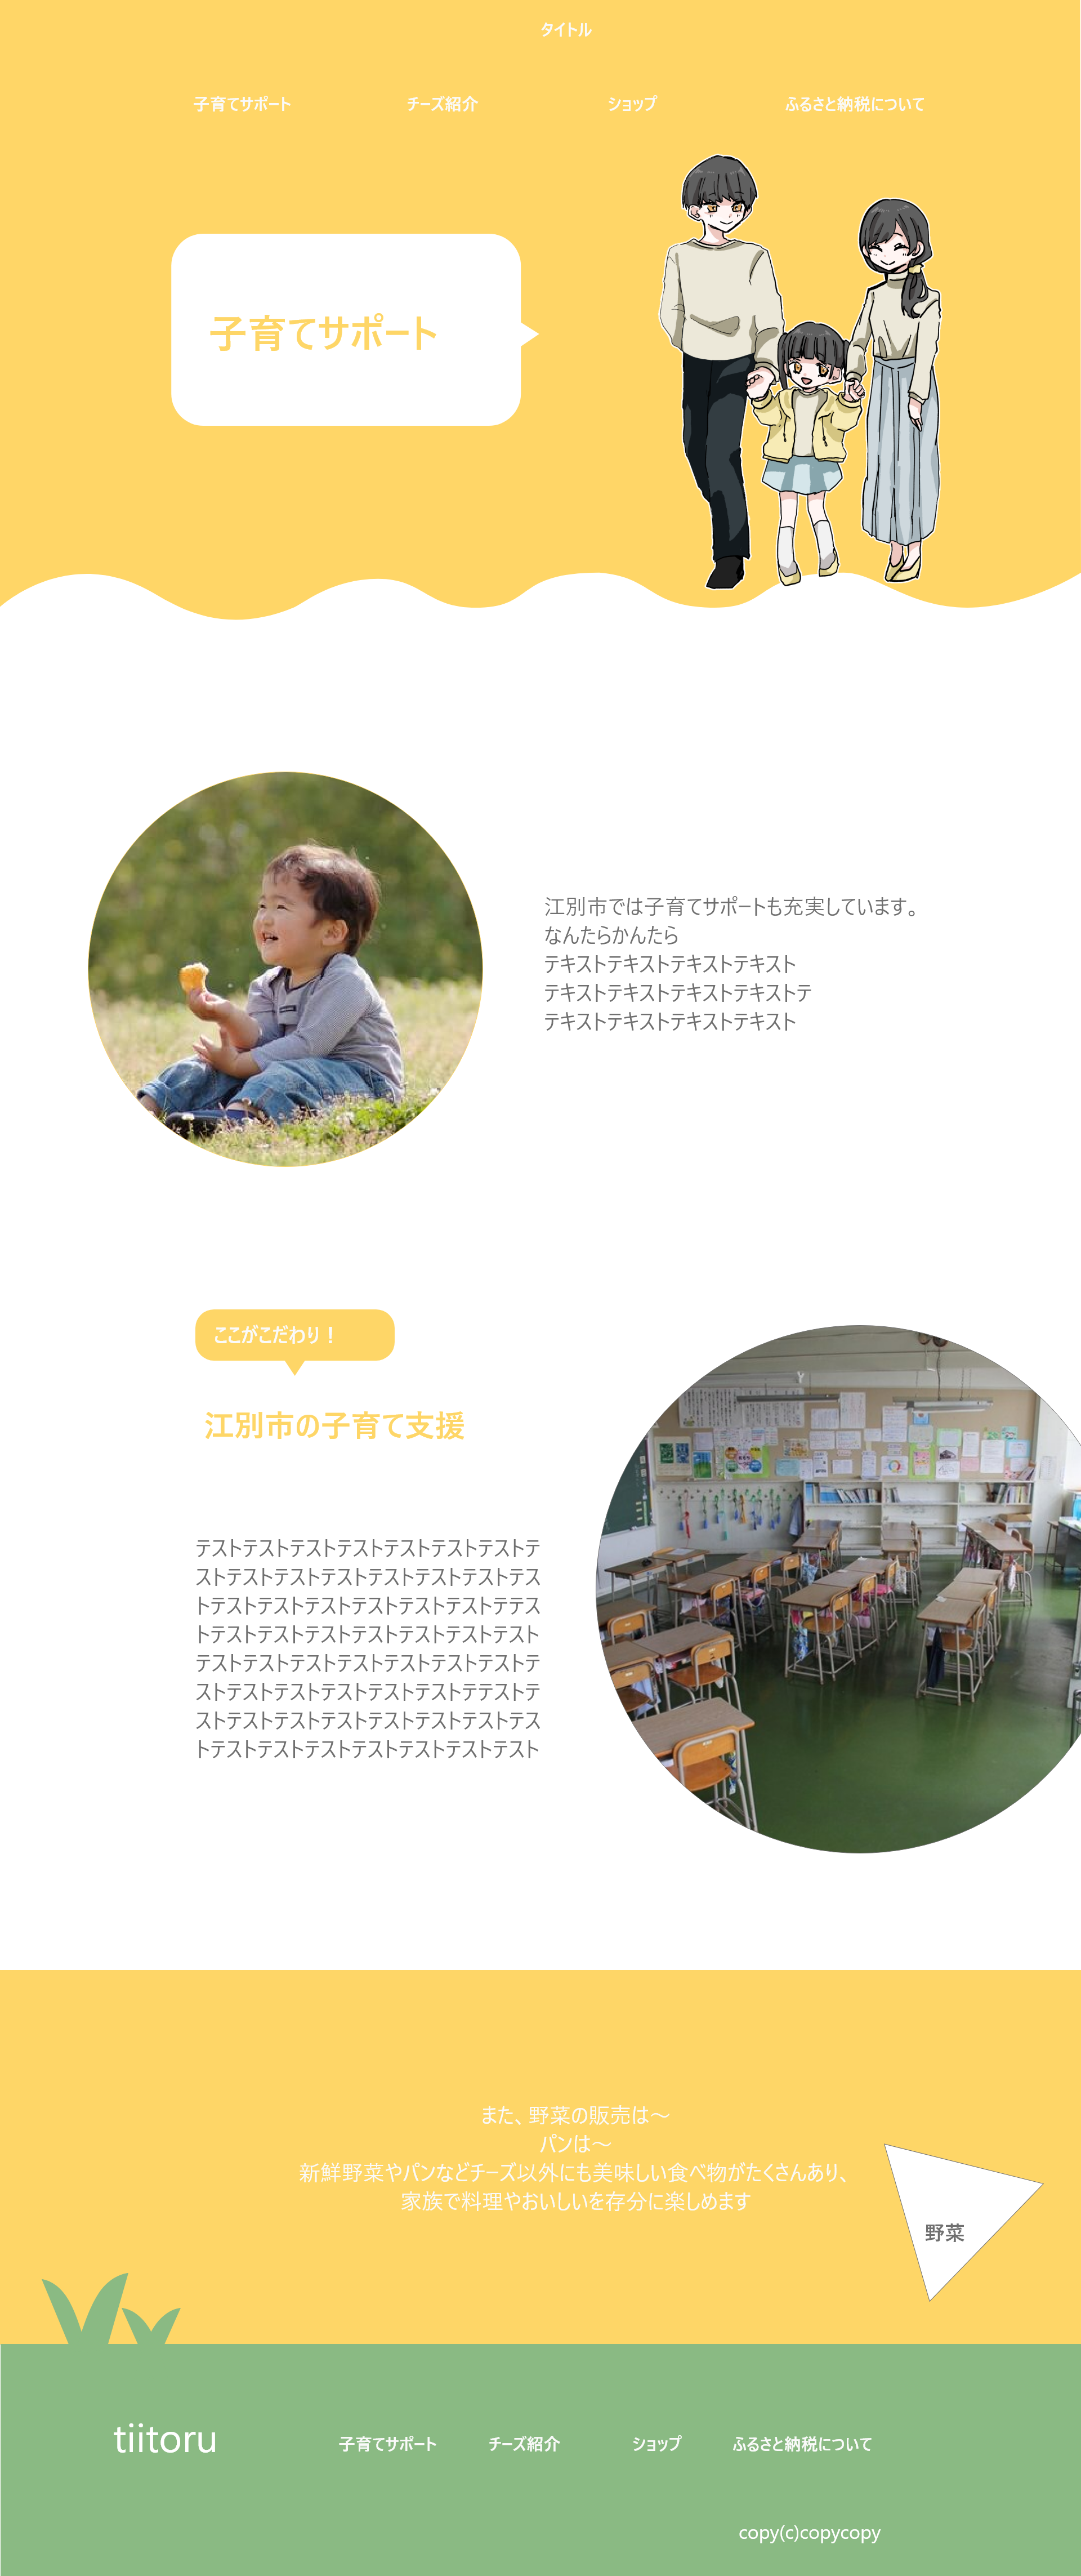 タイトル
子育てサポート
チーズ紹介
ショップ
ふるさと納税について
子育てサポート
江別市では子育てサポートも充実しています。
なんたらかんたら
テキストテキストテキストテキスト
テキストテキストテキストテキストテ
テキストテキストテキストテキスト
ここがこだわり！
江別市の子育て支援
テストテストテストテストテストテストテストテ
ストテストテストテストテストテストテストテス
トテストテストテストテストテストテストテテス
トテストテストテストテストテストテストテスト
テストテストテストテストテストテストテストテ
ストテストテストテストテストテストテテストテ
ストテストテストテストテストテストテストテス
トテストテストテストテストテストテストテスト
また、野菜の販売は～
パンは～
新鮮野菜やパンなどチーズ以外にも美味しい食べ物がたくさんあり、
家族で料理やおいしいを存分に楽しめます
野菜
tiitoru
子育てサポート
チーズ紹介
ショップ
ふるさと納税について
copy(c)copycopy